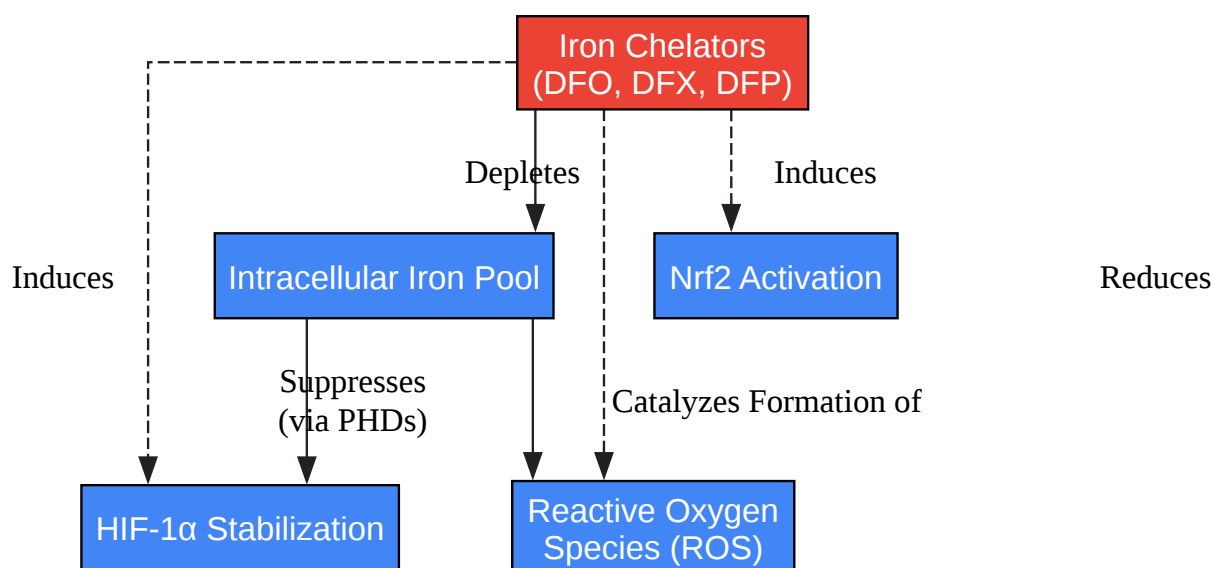 Iron Chelators
(DFO, DFX, DFP)
Depletes
Induces
Induces
Intracellular Iron Pool
Nrf2 Activation
Reduces
Suppresses
(via PHDs)
Catalyzes Formation of
HIF-1α Stabilization
Reactive Oxygen
Species (ROS)